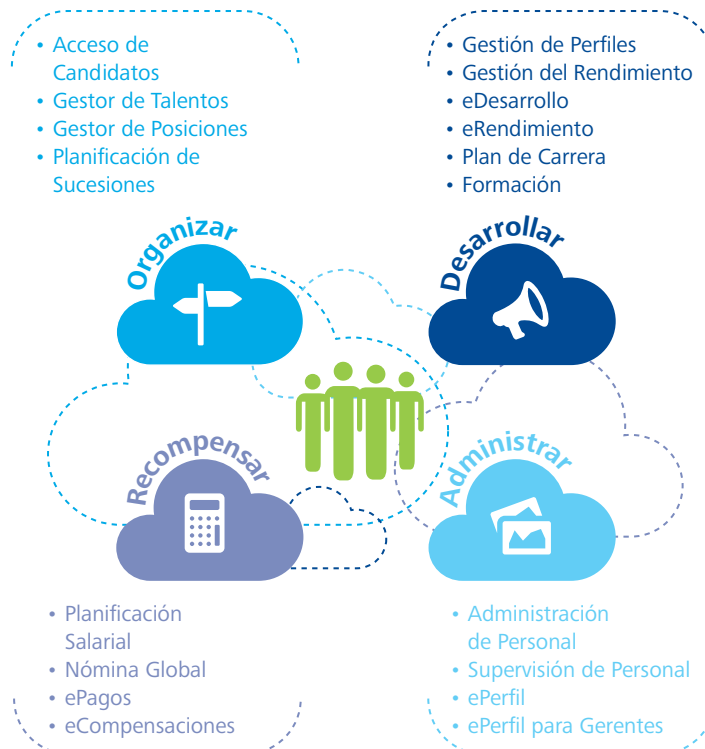 • Acceso de
Candidatos
• Gestor de Talentos
• Gestor de Posiciones
• Planificación de
Sucesiones
• Gestión de Perfiles
• Gestión del Rendimiento
• eDesarrollo
• eRendimiento
• Plan de Carrera
• Formación
Organizar
Desarrollar
Recompensar
Administrar
• Planificación
Salarial
• Nómina Global
• ePagos
• eCompensaciones
• Administración
de Personal
• Supervisión de Personal
• ePerfil
• ePerfil para Gerentes